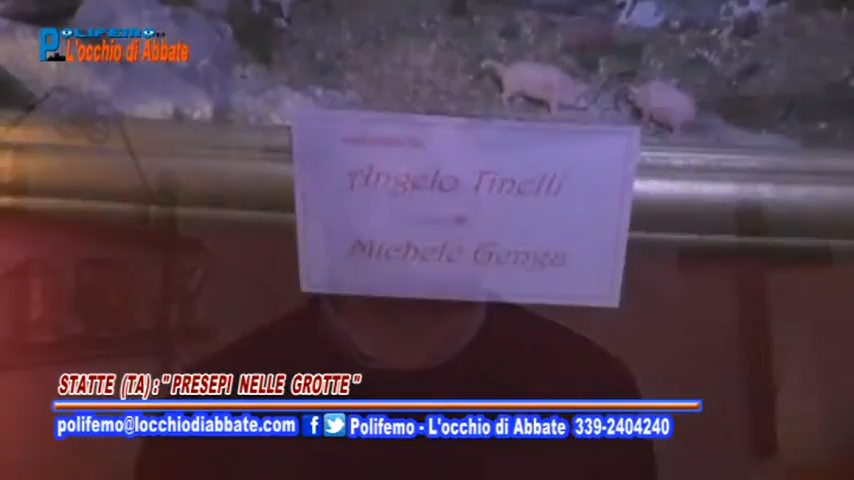 POLIFEMO
L'occhio di Abbate
Angelo Tinelli
Michele Genga
STATTE (TA): "PRESEPI NELLE GROTTE"
polifemo@locchiodiabbate.com Polifemo - L'occhio di Abbate 339-2404240